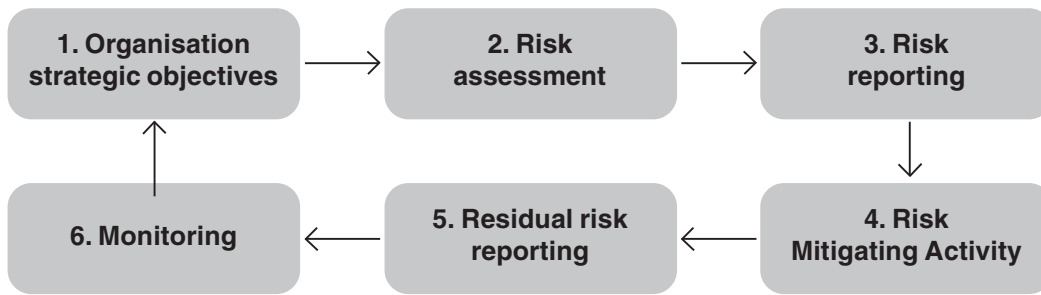 1. Organisation
strategic objectives
2. Risk
assessment
3. Risk
reporting
4. Risk
Mitigating Activity
5. Residual risk
reporting
6. Monitoring